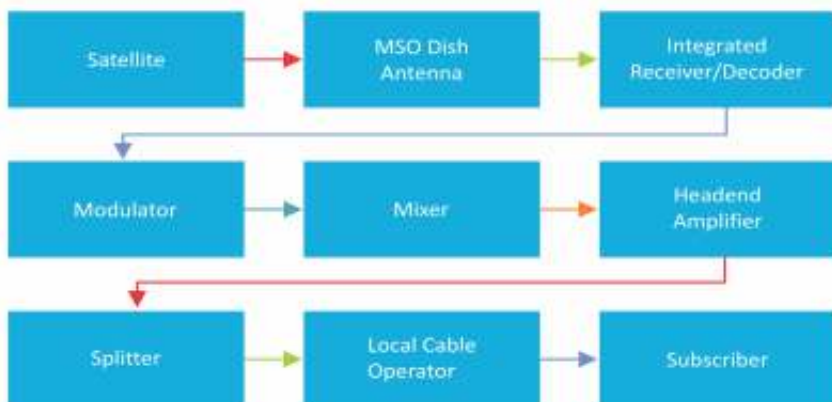 Satellite
MSO Dish
Antenna
Integrated
Receiver/Decoder
Modulator
Mixer
Headend
Amplifier
Splitter
Local Cable
Operator
Subscriber